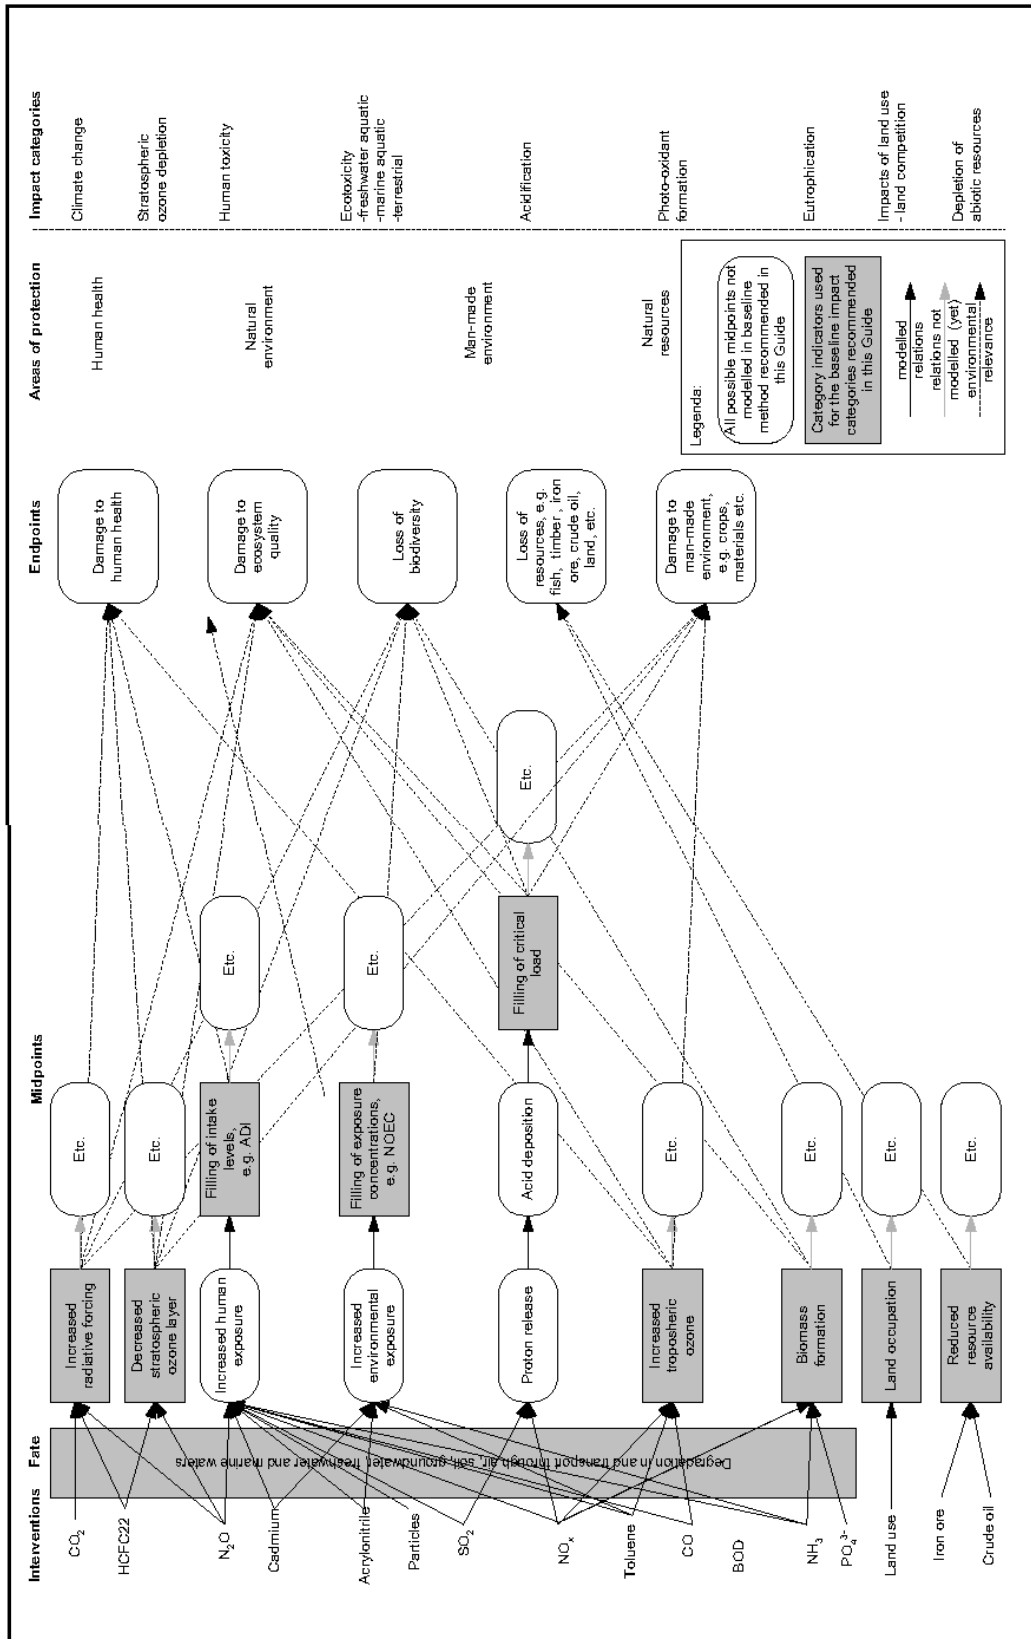 Impact categories
Climate change
Stratospheric
ozone depletion
Human toxicity
Ecotoxicity
-freshwater aquatic
-marine aquatic
-terrestrial
Acidification
Photo-oxidant
formation
Eutrophication
Impacts of land use
- land competition
Depletion of
abiotic resources
Areas of protection
Human health
Natural
environment
Man-made
environment
Natural
resources
Legenda:
All possible midpoints not
modelled in baseline
method recommended in
this Guide
Category indicators used
for the baseline impact
categories recommended
in this Guide
modelled
relations
relations not
modelled (yet)
environmental
relevance
Endpoints
Damage to
human health
Damage to
ecosystem
quality
Loss of
biodiversity
Loss of
resources, e.g.
fish, timber, iron
ore, crude oil,
land, etc.
Damage to
man-made
environment,
e.g. crops,
materials etc.
Midpoints
Etc.
Etc.
Etc.
Filling of critical
load
Etc.
Etc.
Filling of intake
levels,
e.g. ADI
Filling of exposure
concentrations,
e.g. NOEC
Acid deposition
Etc.
Etc.
Etc.
Etc.
Increased
radiative forcing
Decreased
stratospheric
ozone layer
Increased human
exposure
Increased
environmental
exposure
Proton release
Increased
troposheric
ozone
Biomass
formation
Land occupation
Reduced
resource
availability
Fate
Degradation in and transport through air, soil, groundwater, freshwater and marine waters
Interventions
CO2
HCFC22
N2O
Cadmium
Acrylonitrile
Particles
SO2
NOx
Toluene
CO
BOD
NH3
PO4 3-
Land use
Iron ore
Crude oil